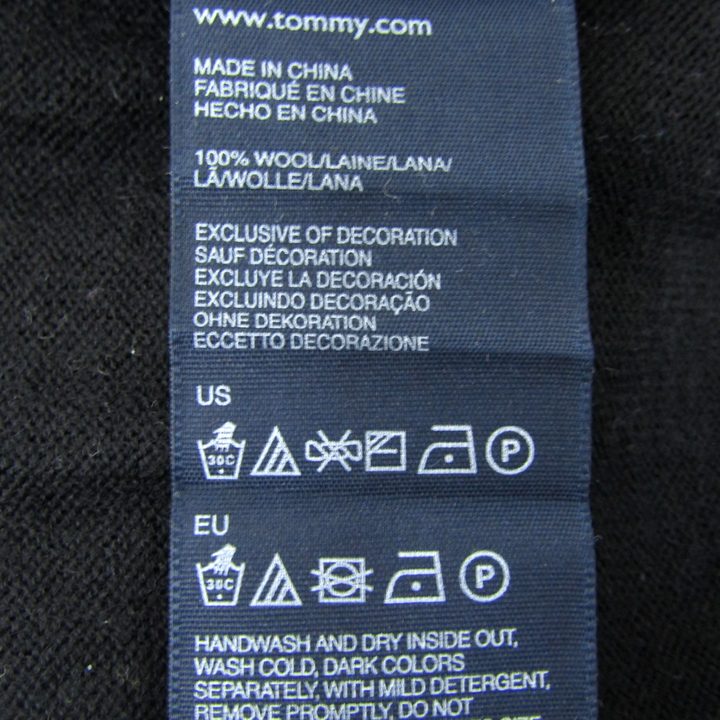 www.tommy.com
MADE IN CHINA
FABRIQUÉ EN CHINE
HECHO EN CHINA
100% WOOL/LAINE/LANA/
LÃ/WOLLE/LANA
EXCLUSIVE OF DECORATION
SAUF DÉCORATION
EXCLUYE LA DECORACIÓN
EXCLUINDO DECORAÇÃO
OHNE DEKORATION
ECCETTO DECORAZIONE
US
30C P
EU
30C P
HANDWASH AND DRY INSIDE OUT,
WASH COLD, DARK COLORS
SEPARATELY, WITH MILD DETERGENT,
REMOVE PROMPTLY, DO NOT